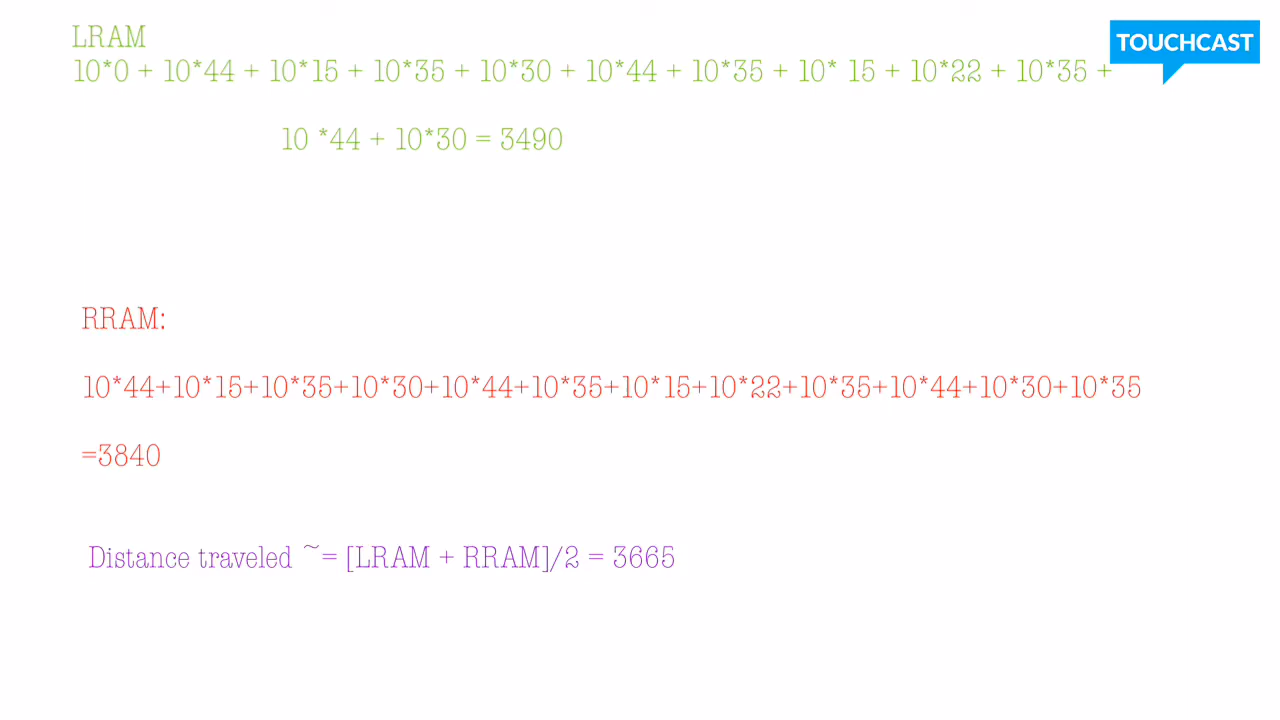 LRAM
TOUCHCAST
10*0 + 10*44 + 10*15 + 10*35 + 10*30 + 10*44 + 10*35 + 10* 15 + 10*22 + 10*35 +
10 *44 + 10*30 = 3490
RRAM:
10*44+10*15+10*35+10*30+10*44+10*35+10*15+10*22+10*35+10*44+10*30+10*35
=3840
Distance traveled ~= [LRAM + RRAM]/2 = 3665